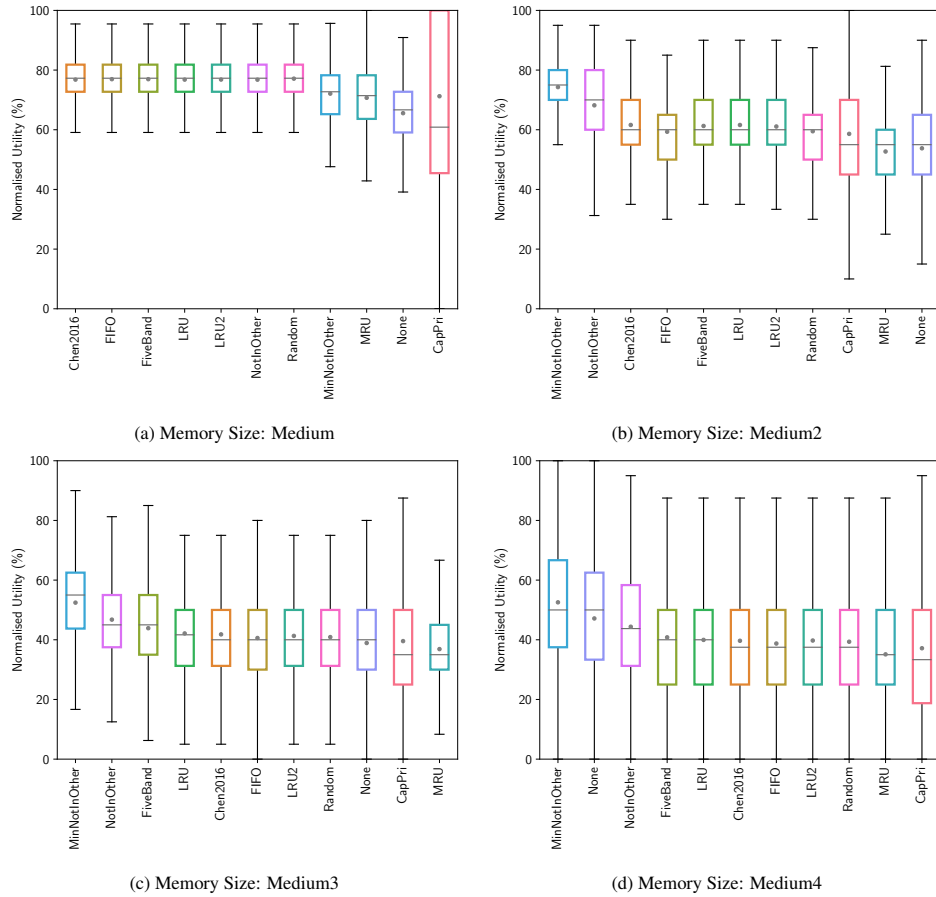 100
80
60
40
20
0
Normalised Utility (%)
Chen2016
FIFO
FiveBand
LRU
LRU2
NotInOther
Random
MinNotInOther
MRU
None
CapPri
(a) Memory Size: Medium
100
80
60
40
20
0
Normalised Utility (%)
MinNotInOther
NotInOther
Chen2016
FIFO
FiveBand
LRU
LRU2
Random
CapPri
MRU
None
(b) Memory Size: Medium2
100
80
60
40
20
0
Normalised Utility (%)
MinNotInOther
NotInOther
FiveBand
LRU
Chen2016
FIFO
LRU2
Random
None
CapPri
MRU
(c) Memory Size: Medium3
100
80
60
40
20
0
Normalised Utility (%)
MinNotInOther
None
NotInOther
FiveBand
LRU
Chen2016
FIFO
LRU2
Random
MRU
CapPri
(d) Memory Size: Medium4